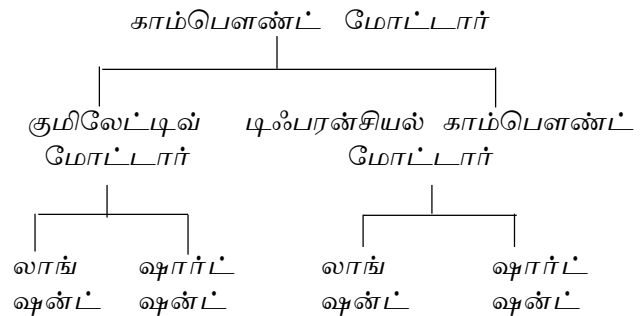 காம்பௌண்ட் மோட்டார்
குமிலேட்டிவ் டிஃபரன்சியல் காம்பௌண்ட்
மோட்டார் மோட்டார்
லாங் ஷார்ட் லாங் ஷார்ட்
ஷன்ட் ஷன்ட் ஷன்ட் ஷன்ட்